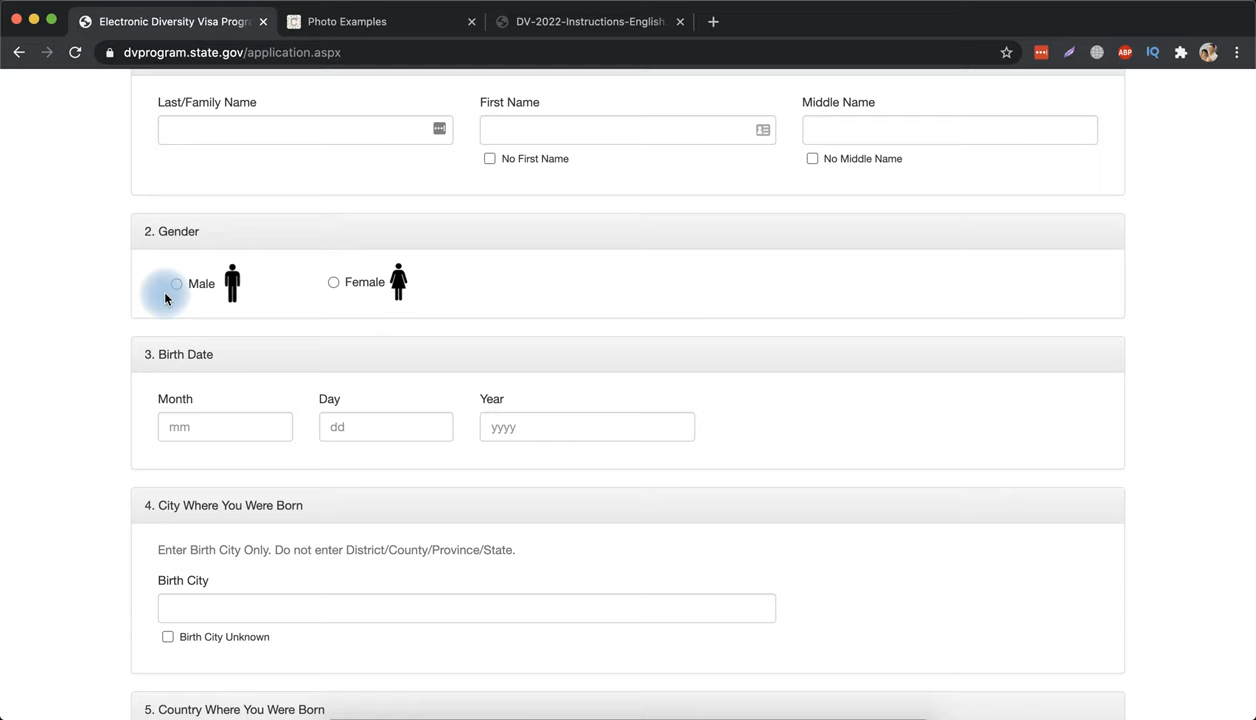 Electronic Diversity Visa Progra
Photo Examples
DV-2022-Instructions-English.
dvprogram.state.gov/application.aspx
ABP
IQ
Last/Family Name
First Name
Middle Name
No First Name
No Middle Name
2. Gender
Male
Female
3. Birth Date
Month
Day
Year
mm
dd
yyyy
4. City Where You Were Born
Enter Birth City Only. Do not enter District/County/Province/State.
Birth City
Birth City Unknown
5. Country Where You Were Born